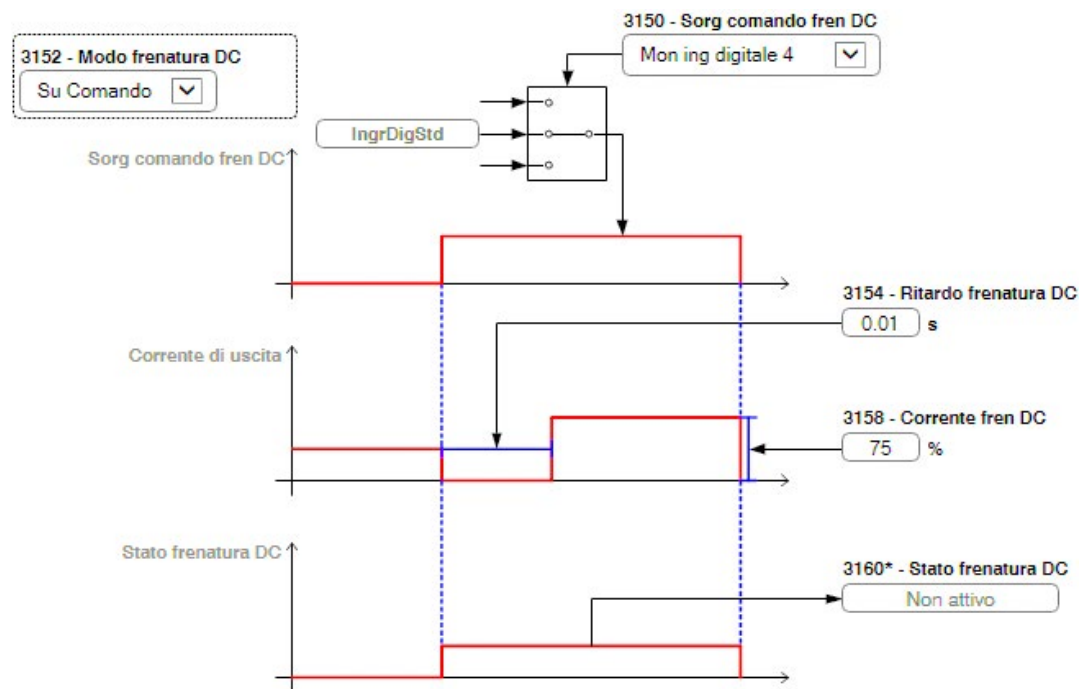 3150 - Sorg comando fren DC
Mon ing digitale 4
3152 - Modo frenatura DC
Su Comando
IngrDigStd
Sorg comando fren DC
3154 - Ritardo frenatura DC
0.01 s
Corrente di uscita
3158 - Corrente fren DC
75 %
Stato frenatura DC
3160* - Stato frenatura DC
Non attivo